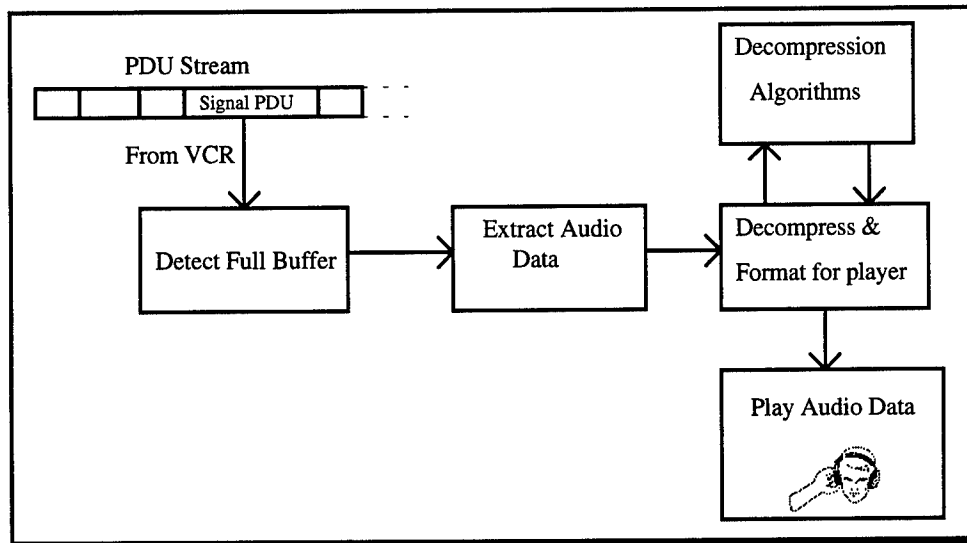 PDU Stream
Signal PDU
From VCR
Detect Full Buffer
Extract Audio
Data
Decompression
Algorithms
Decompress &
Format for player
Play Audio Data